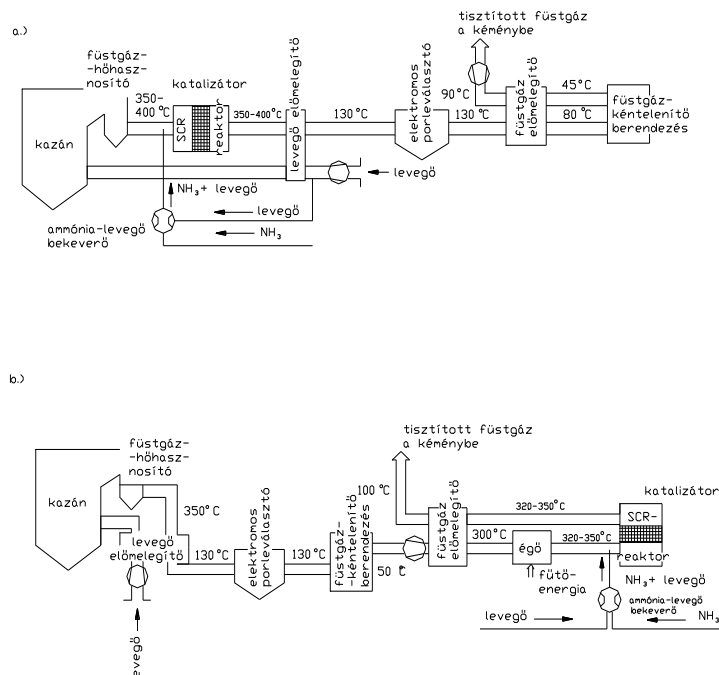 a.)
füstgáz-
-hőhasz-
nosító
katalizátor
tisztított füstgáz
a kéménybe
350-
400°C
SCR
reaktor
350-400°C
levegő előmelegítő
130°C
elektromos
porleválasztó
90°C
130°C
füstgáz
előmelegítő
45°C
80°C
füstgáz-
kéntelenítő
berendezés
kazán
levegő
NH₃+ levegő
levegő
NH₃
ammónia-levegő
bekeverő
b.)
füstgáz-
-hőhasz-
nosító
kazán
350°C
levegő
előmelegítő
levegő
130°C
elektromos
porleválasztó
130°C
füstgáz-
-kéntelenítő
berendezés
50 °C
tisztított füstgáz
a kéménybe
100°C
füstgáz
előmelegítő
320-350°C
300°C
égő
320-350°C
fűtő-
energia
katalizátor
SCR-
reaktor
NH₃+ levegő
ammónia-levegő
bekeverő
levegő
NH₃